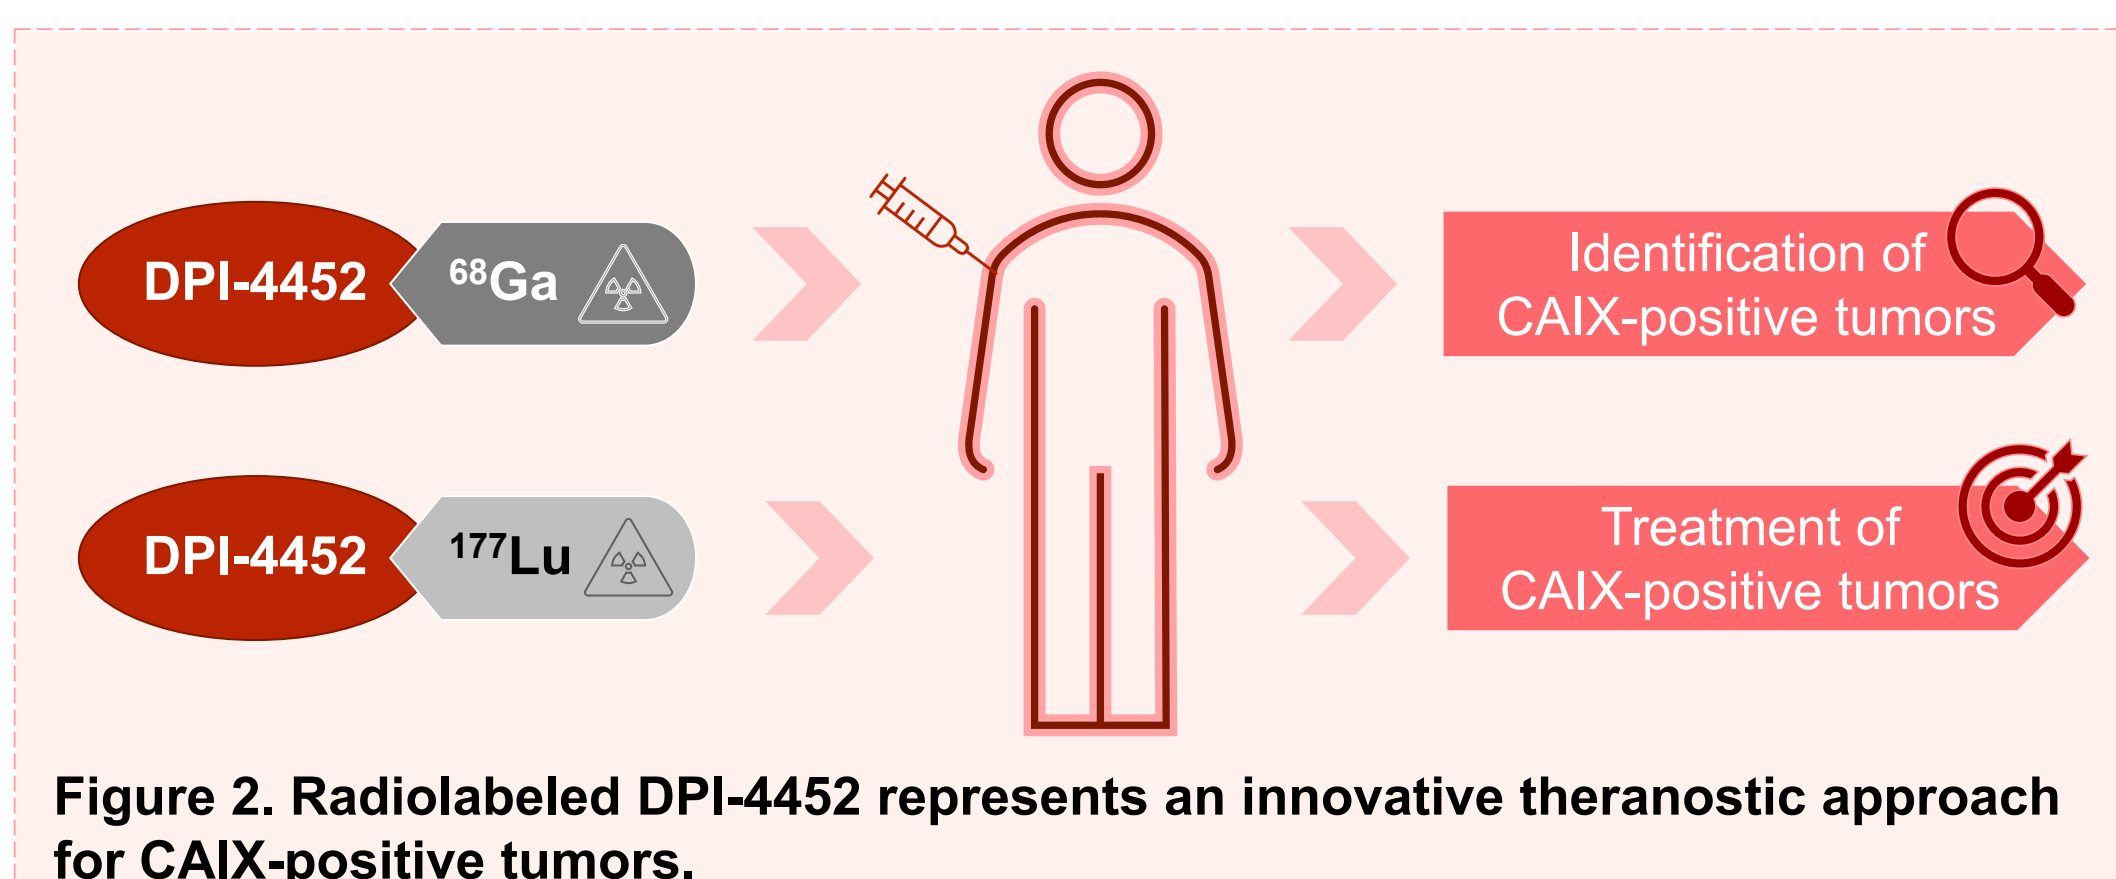 DPI-4452
⁶⁸Ga
Identification of
CAIX-positive tumors
DPI-4452
¹⁷⁷Lu
Treatment of
CAIX-positive tumors
Figure 2. Radiolabeled DPI-4452 represents an innovative theranostic approach
for CAIX-positive tumors.